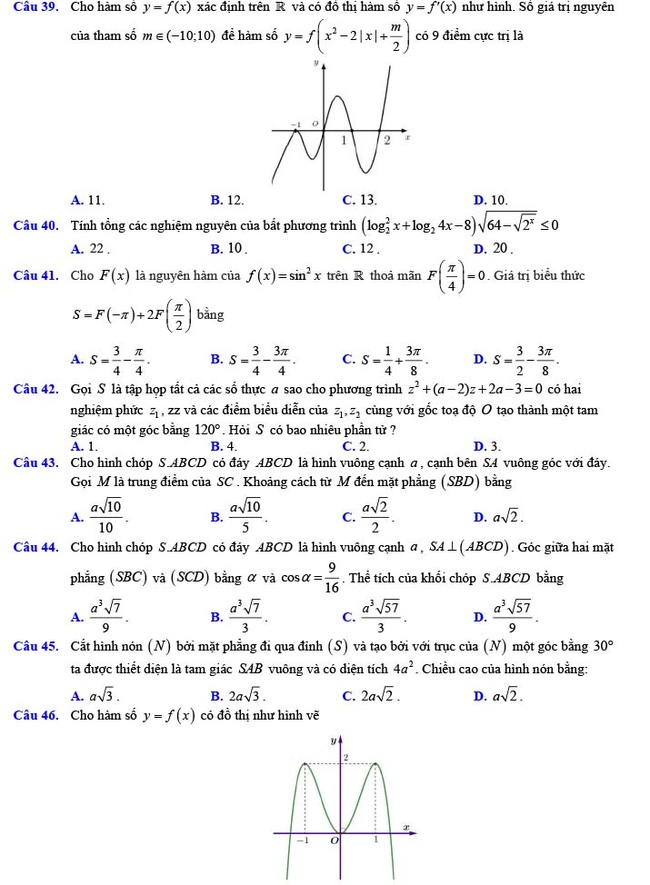 Câu 39. Cho hàm số y = f(x) xác định trên ℝ và có đồ thị hàm số y = f'(x) như hình. Số giá trị nguyên
của tham số m ∈ (−10;10) để hàm số y = f(x² − 2|x| + m/2) có 9 điểm cực trị là
y
−1 O 1 2 x
A. 11. B. 12. C. 13. D. 10.
Câu 40. Tính tổng các nghiệm nguyên của bất phương trình (log₂² x + log₂ 4x − 8)√(64 − √(2ˣ)) ≤ 0
A. 22 . B. 10 . C. 12 . D. 20 .
Câu 41. Cho F(x) là nguyên hàm của f(x) = sin² x trên ℝ thoả mãn F(π/4) = 0 . Giá trị biểu thức
S = F(−π) + 2F(π/2) bằng
A. S = 3/4 − π/4 . B. S = 3/4 − 3π/4 . C. S = 1/4 + 3π/8 . D. S = 3/2 − 3π/8 .
Câu 42. Gọi S là tập hợp tất cả các số thực a sao cho phương trình z² + (a − 2)z + 2a − 3 = 0 có hai
nghiệm phức z₁ , zz và các điểm biểu diễn của z₁, z₂ cùng với gốc toạ độ O tạo thành một tam
giác có một góc bằng 120° . Hỏi S có bao nhiêu phần tử ?
A. 1. B. 4. C. 2. D. 3.
Câu 43. Cho hình chóp S.ABCD có đáy ABCD là hình vuông cạnh a , cạnh bên SA vuông góc với đáy.
Gọi M là trung điểm của SC . Khoảng cách từ M đến mặt phẳng (SBD) bằng
A. a√10/10 . B. a√10/5 . C. a√2/2 . D. a√2 .
Câu 44. Cho hình chóp S.ABCD có đáy ABCD là hình vuông cạnh a , SA ⊥ (ABCD) . Góc giữa hai mặt
phẳng (SBC) và (SCD) bằng α và cos α = 9/16 . Thể tích của khối chóp S.ABCD bằng
A. a³√7/9 . B. a³√7/3 . C. a³√57/3 . D. a³√57/9 .
Câu 45. Cắt hình nón (N) bởi mặt phẳng đi qua đỉnh (S) và tạo bởi với trục của (N) một góc bằng 30°
ta được thiết diện là tam giác SAB vuông và có diện tích 4a² . Chiều cao của hình nón bằng:
A. a√3 . B. 2a√3 . C. 2a√2 . D. a√2 .
Câu 46. Cho hàm số y = f(x) có đồ thị như hình vẽ
y
2
x
−1 O 1